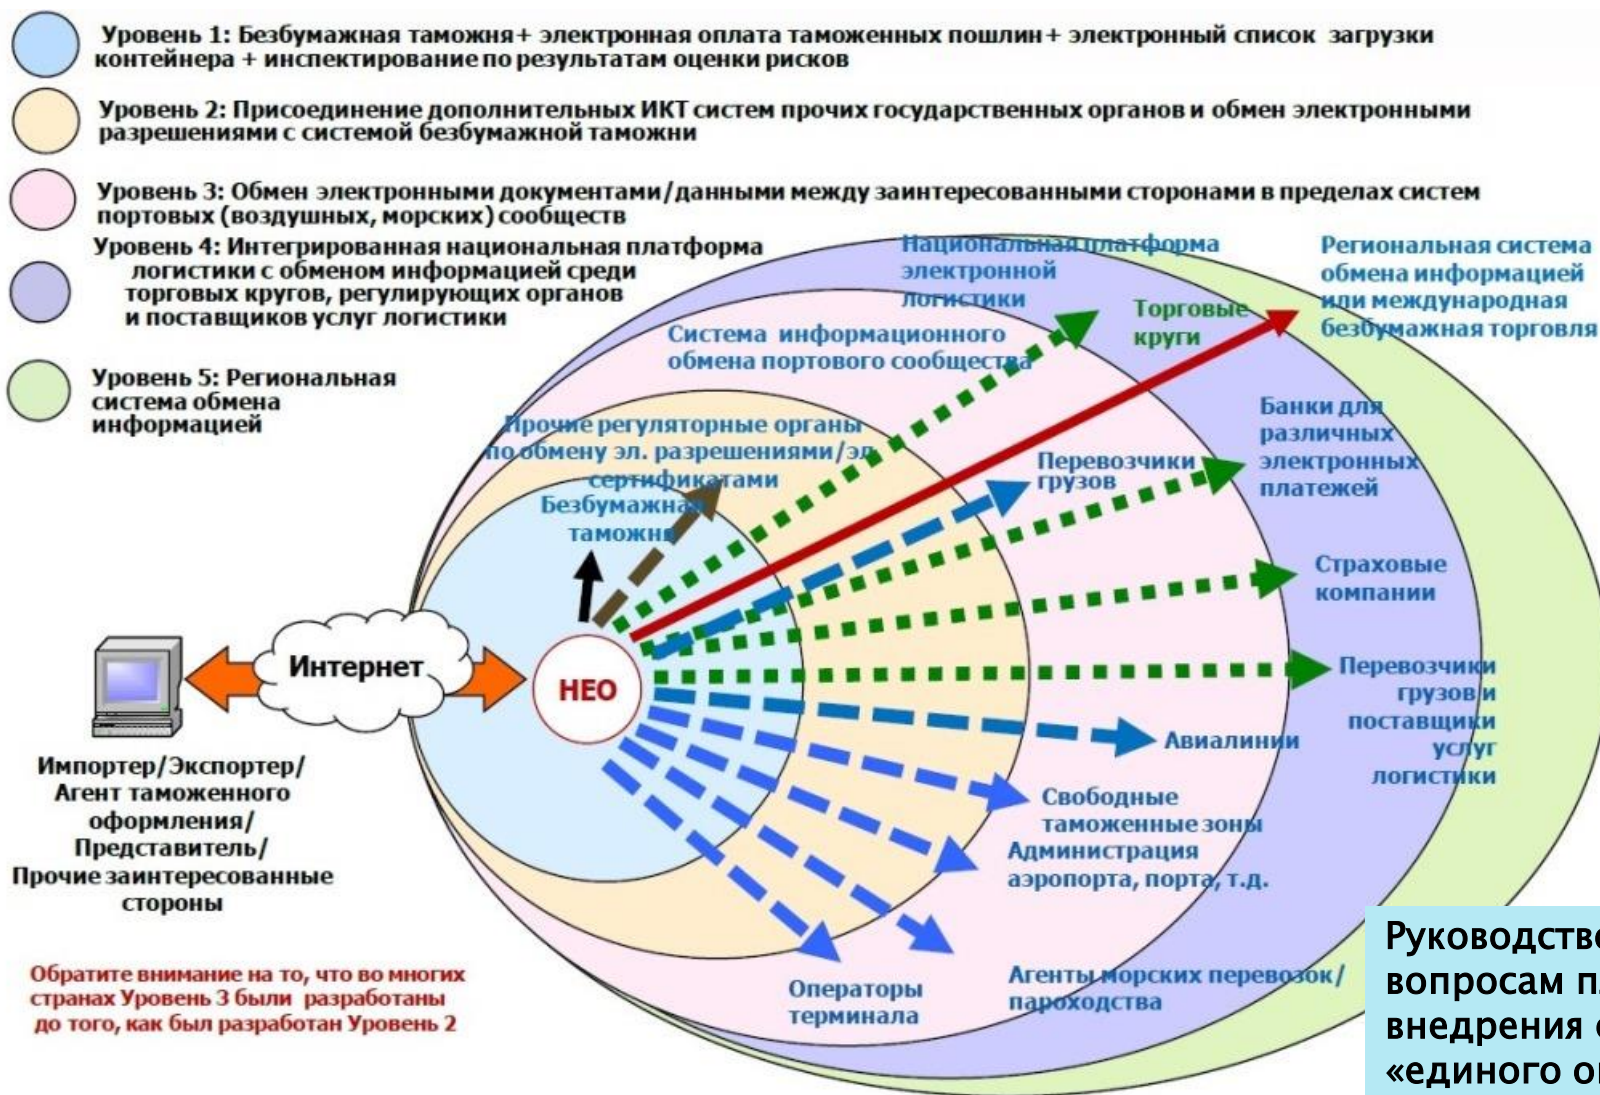 Уровень 1: Безбумажная таможня+ электронная оплата таможенных пошлин+ электронный список загрузки
контейнера + инспектирование по результатам оценки рисков
Уровень 2: Присоединение дополнительных ИКТ систем прочих государственных органов и обмен электронными
разрешениями с системой безбумажной таможни
Уровень 3: Обмен электронными документами/данными между заинтересованными сторонами в пределах систем
портовых (воздушных, морских) сообществ
Уровень 4: Интегрированная национальная платформа
логистики с обменом информацией среди
торговых кругов, регулирующих органов
и поставщиков услуг логистики
Уровень 5: Региональная
система обмена
информацией
Национальная платформа
электронной
логистики
Региональная система
обмена информацией
или международная
безбумажная торговля
Торговые
круги
Система информационного
обмена портового сообщества
Прочие регуляторные органы
по обмену эл. разрешениями/эл
сертификатами
Безбумажная
таможня
Банки для
различных
электронных
платежей
Перевозчики
грузов
Страховые
компании
Интернет
НЕО
Перевозчики
грузов и
поставщики
услуг
логистики
Авиалинии
Свободные
таможенные зоны
Администрация
аэропорта, порта, т.д.
Агенты морских перевозок/
пароходства
Операторы
терминала
Импортер/Экспортер/
Агент таможенного
оформления/
Представитель/
Прочие заинтересованные
стороны
Обратите внимание на то, что во многих
странах Уровень 3 были разработаны
до того, как был разработан Уровень 2
Руководство
вопросам
внедрения
«единого